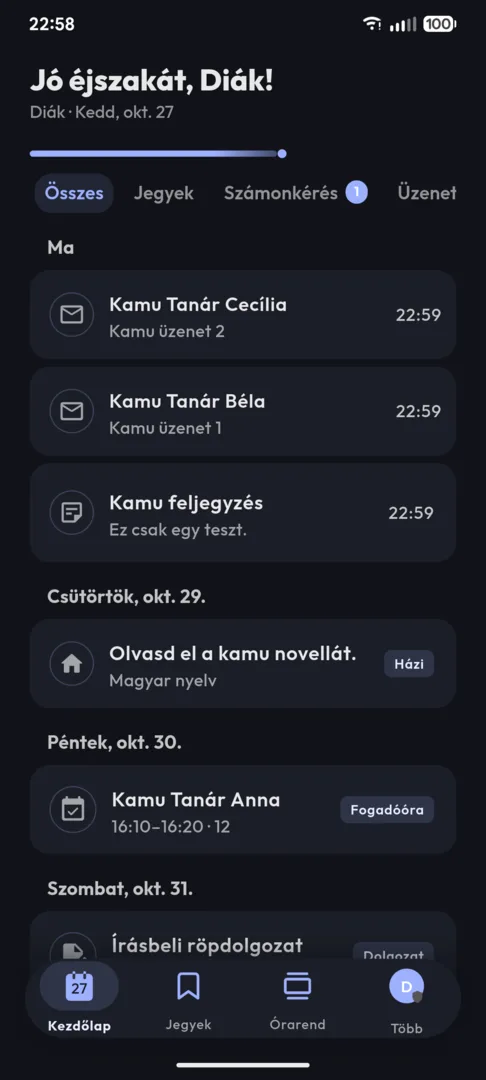 22:58
100
Jó éjszakát, Diák!
Diák · Kedd, okt. 27
Összes Jegyek Számonkérés 1 Üzenet
Ma
Kamu Tanár Cecília
Kamu üzenet 2
22:59
Kamu Tanár Béla
Kamu üzenet 1
22:59
Kamu feljegyzés
Ez csak egy teszt.
22:59
Csütörtök, okt. 29.
Olvasd el a kamu novellát.
Magyar nyelv
Házi
Péntek, okt. 30.
Kamu Tanár Anna
16:10–16:20 · 12
Fogadóóra
Szombat, okt. 31.
Írásbeli röpdolgozat
Dolgozat
27
D
Kezdőlap Jegyek Órarend Több